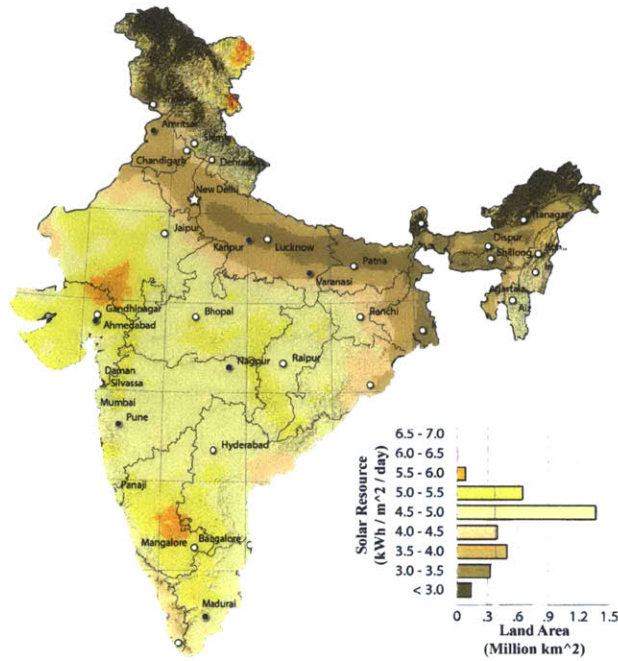 Srinagar
Amritsar
Shimla
Chandigarh
Dehradun
New Delhi
Jaipur
Kanpur
Lucknow
Patna
Varanasi
Itanagar
Dispur
Shillong
Agartala
Gandhinagar
Ahmedabad
Bhopal
Ranchi
Nagpur
Raipur
Daman
Silvassa
Mumbai
Pune
Hyderabad
Panaji
Mangalore
Bangalore
Madurai
Solar Resource
(kWh / m^2 / day)
6.5 - 7.0
6.0 - 6.5
5.5 - 6.0
5.0 - 5.5
4.5 - 5.0
4.0 - 4.5
3.5 - 4.0
3.0 - 3.5
< 3.0
0 .3 .6 .9 1.2 1.5
Land Area
(Million km^2)